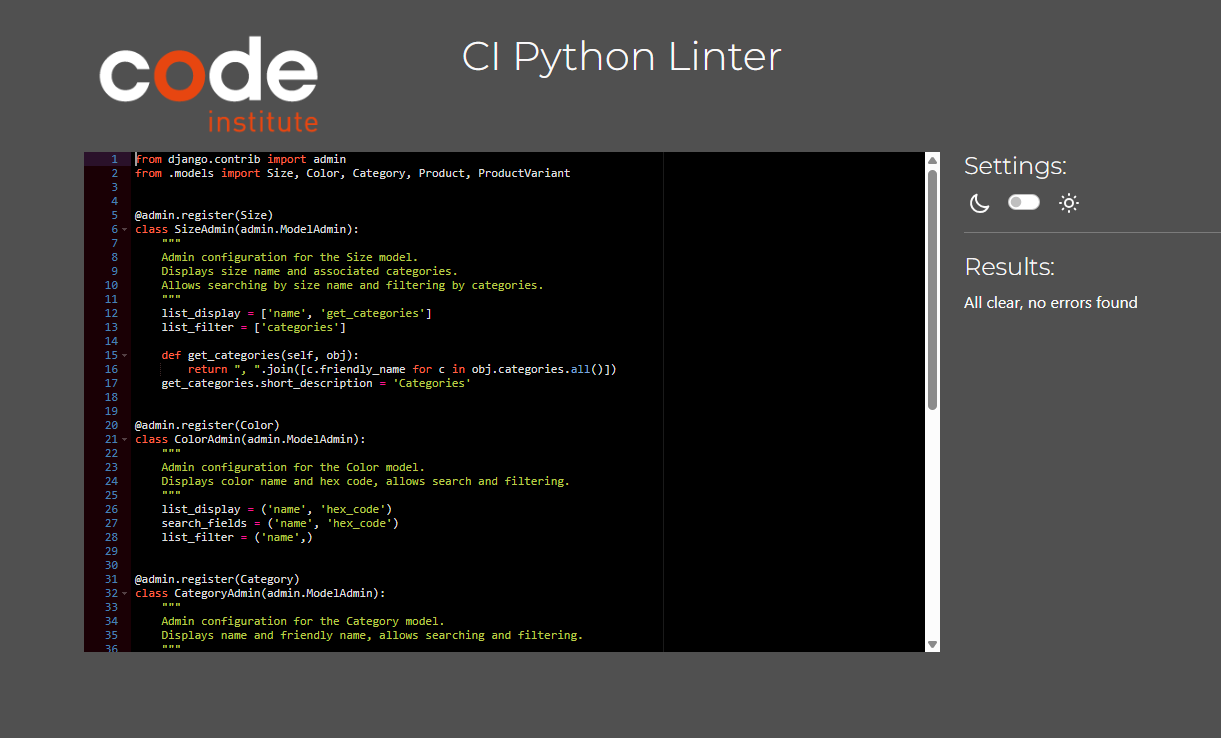 code
institute
CI Python Linter
1 from django.contrib import admin
2 from .models import Size, Color, Category, Product, ProductVariant
3
4
5 @admin.register(Size)
6 class SizeAdmin(admin.ModelAdmin):
7     """
8     Admin configuration for the Size model.
9     Displays size name and associated categories.
10     Allows searching by size name and filtering by categories.
11     """
12     list_display = ['name', 'get_categories']
13     list_filter = ['categories']
14
15     def get_categories(self, obj):
16         return ", ".join([c.friendly_name for c in obj.categories.all()])
17     get_categories.short_description = 'Categories'
18
19
20 @admin.register(Color)
21 class ColorAdmin(admin.ModelAdmin):
22     """
23     Admin configuration for the Color model.
24     Displays color name and hex code, allows search and filtering.
25     """
26     list_display = ('name', 'hex_code')
27     search_fields = ('name', 'hex_code')
28     list_filter = ('name',)
29
30
31 @admin.register(Category)
32 class CategoryAdmin(admin.ModelAdmin):
33     """
34     Admin configuration for the Category model.
35     Displays name and friendly name, allows searching and filtering.
36     """
Settings:
Results:
All clear, no errors found